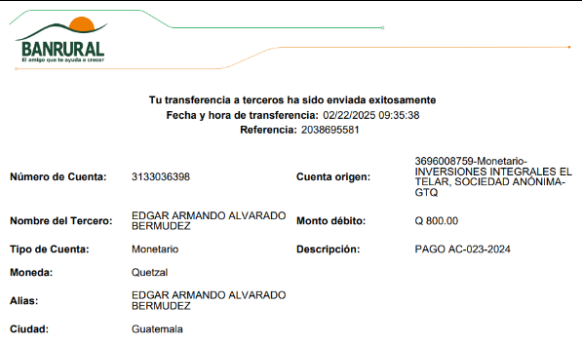 BANRURAL
El amigo que te ayuda a crecer
Tu transferencia a terceros ha sido enviada exitosamente
Fecha y hora de transferencia: 02/22/2025 09:35:38
Referencia: 2038695581
Número de Cuenta: 3133036398
Cuenta origen: 3696008759-Monetario-
INVERSIONES INTEGRALES EL
TELAR, SOCIEDAD ANÓNIMA-
GTQ
Nombre del Tercero: EDGAR ARMANDO ALVARADO
BERMUDEZ
Monto débito: Q 800.00
Tipo de Cuenta: Monetario
Descripción: PAGO AC-023-2024
Moneda: Quetzal
Alias: EDGAR ARMANDO ALVARADO
BERMUDEZ
Ciudad: Guatemala